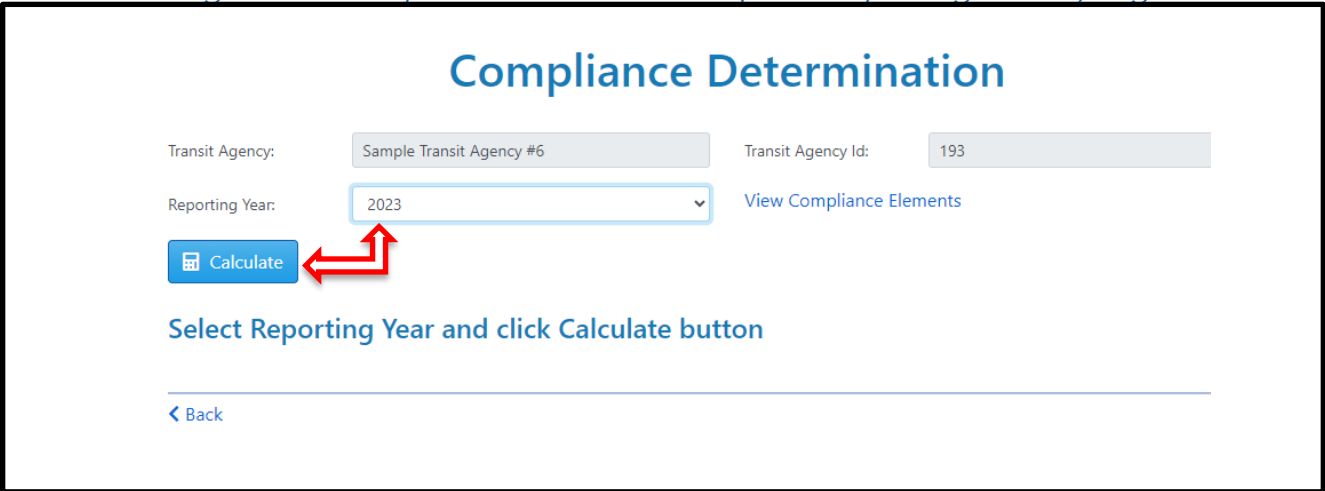 Compliance Determination
Transit Agency: Sample Transit Agency #6 Transit Agency Id: 193
Reporting Year: 2023 View Compliance Elements
Calculate
Select Reporting Year and click Calculate button
Back